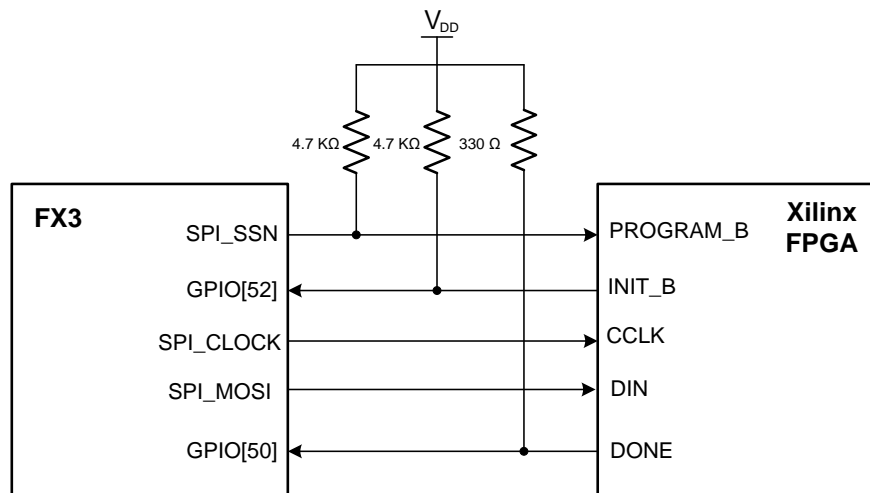 VDD
4.7 KΩ 4.7 KΩ 330 Ω
FX3
Xilinx
FPGA
SPI_SSN
PROGRAM_B
GPIO[52]
INIT_B
SPI_CLOCK
CCLK
SPI_MOSI
DIN
GPIO[50]
DONE